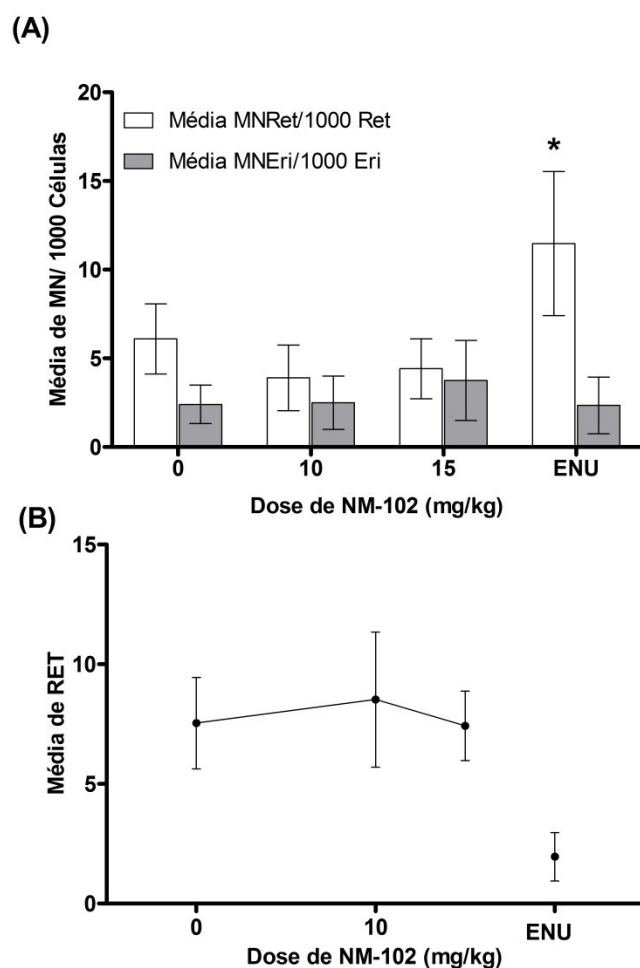 (A)
20
15
10
5
0
Média de MN/ 1000 Células
Média MNRet/1000 Ret
Média MNEri/1000 Eri
*
0 10 15 ENU
Dose de NM-102 (mg/kg)
(B)
15
10
5
0
Média de RET
0 10 ENU
Dose de NM-102 (mg/kg)